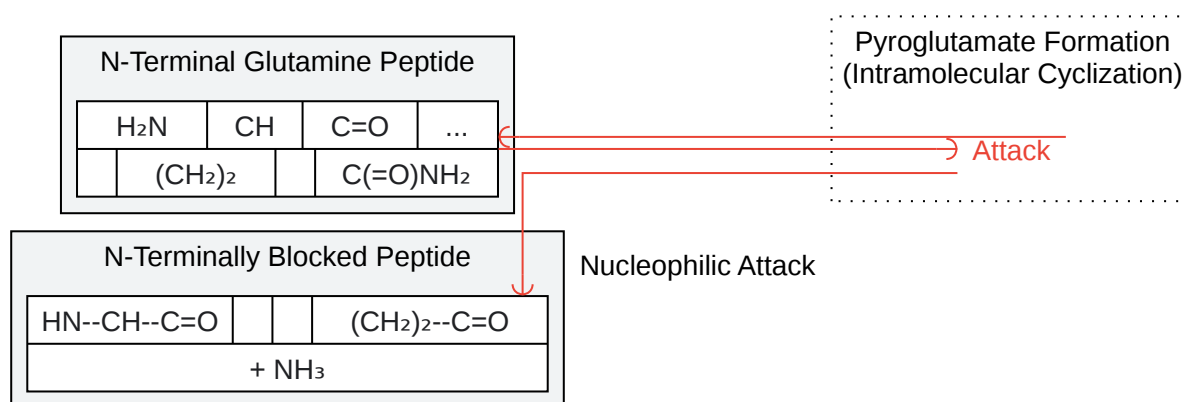 Pyroglutamate Formation
(Intramolecular Cyclization)
N-Terminal Glutamine Peptide
H₂N
CH
C=O
...
Attack
(CH₂)₂
C(=O)NH₂
N-Terminally Blocked Peptide
Nucleophilic Attack
HN--CH--C=O
(CH₂)₂--C=O
+ NH₃